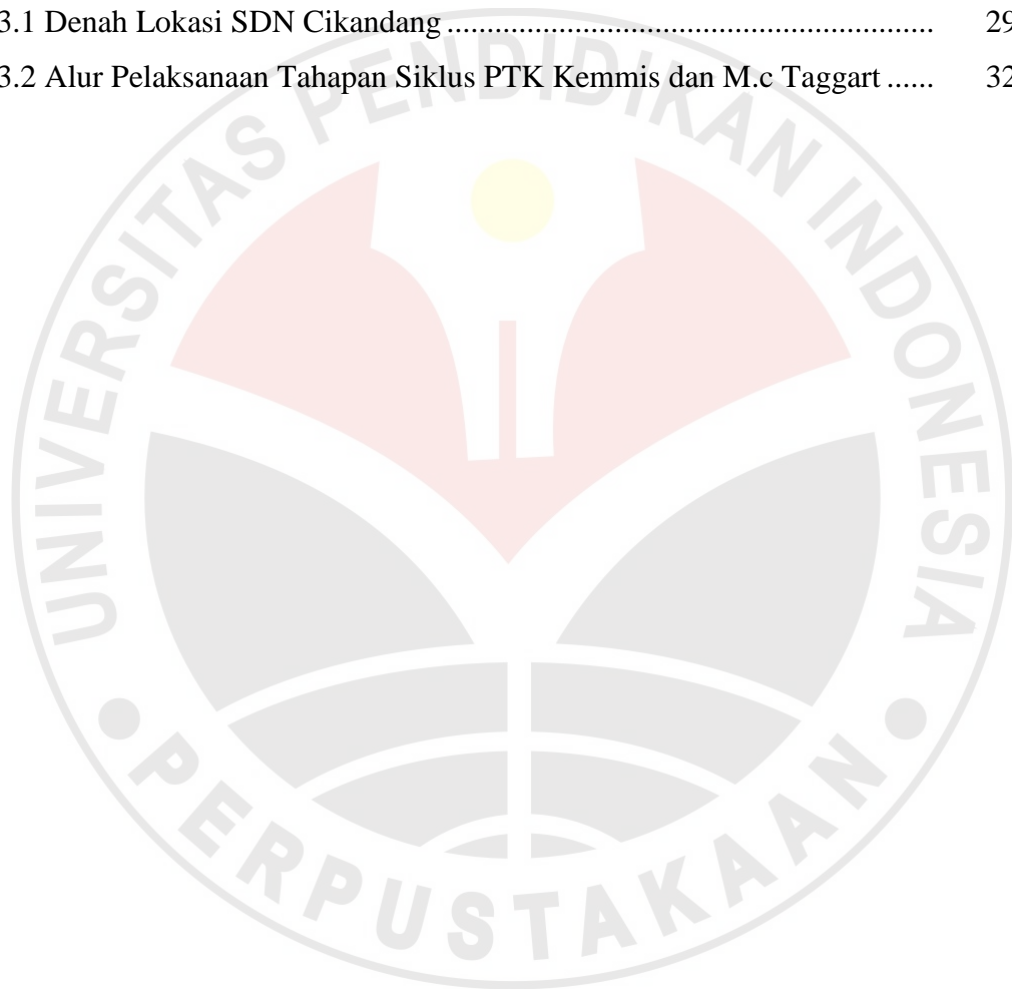 3.1 Denah Lokasi SDN Cikandang ............................................................................ 29
3.2 Alur Pelaksanaan Tahapan Siklus PTK Kemmis dan M.c Taggart ...... 32
UNIVERSITAS PENDIDIKAN INDONESIA
PERPUSTAKAAN